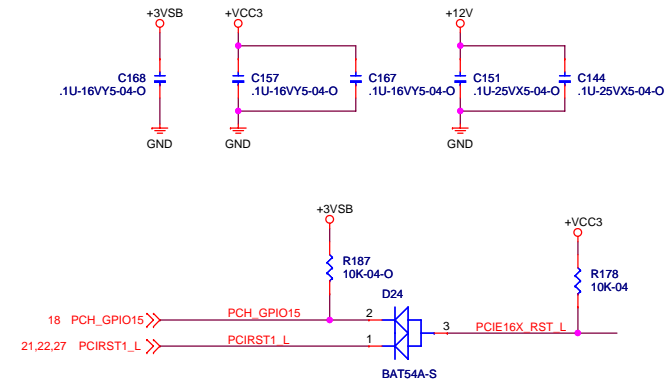 +3VSB +VCC3 +12V
C168 C157 C167 C151 C144
.1U-16VY5-04-O .1U-16VY5-04-O .1U-16VY5-04-O .1U-25VX5-04-O .1U-25VX5-04-O
GND GND GND
+3VSB
+VCC3
R187
10K-04-O
R178
10K-04
D24
18 PCH_GPIO15 PCH_GPIO15 2
3 PCIE16X_RST_L
21,22,27 PCIRST1_L PCIRST1_L 1
BAT54A-S